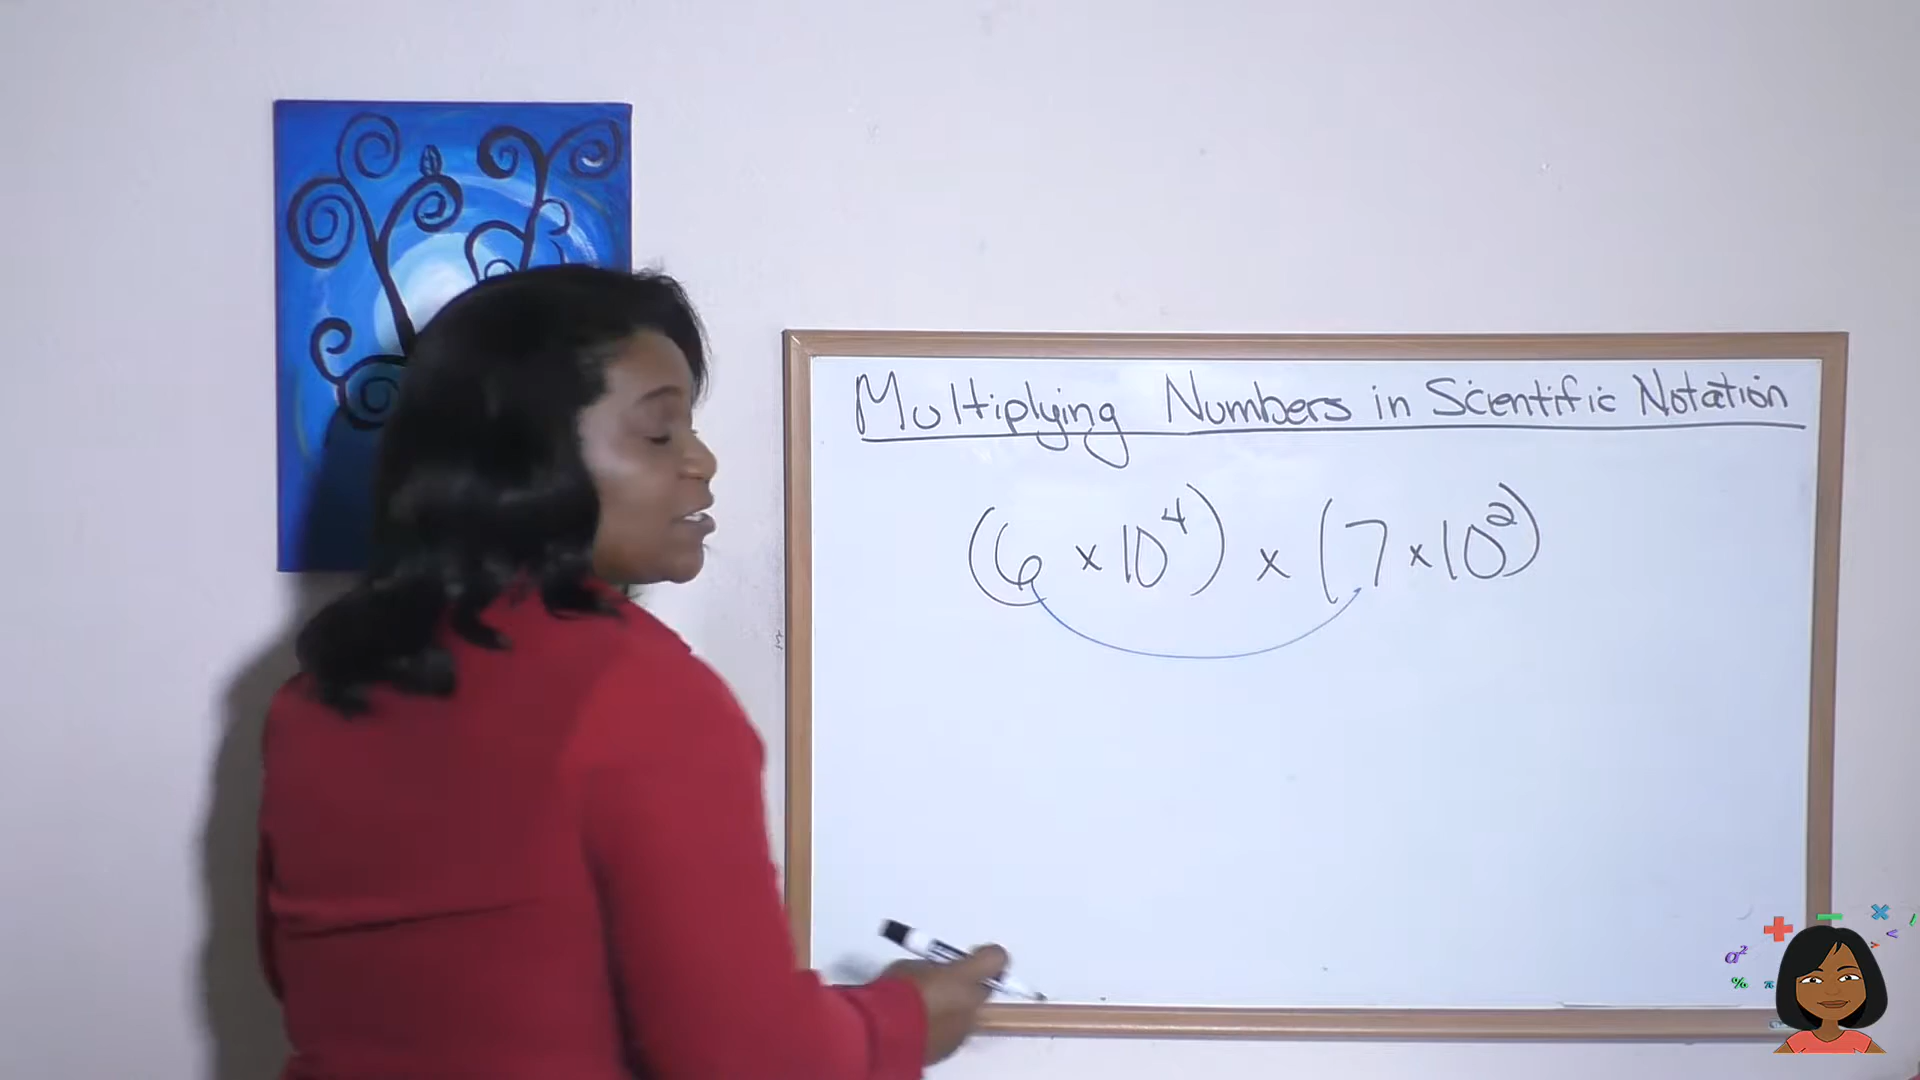 Multiplying Numbers in Scientific Notation
(6 x 10⁴) x (7 x 10²)